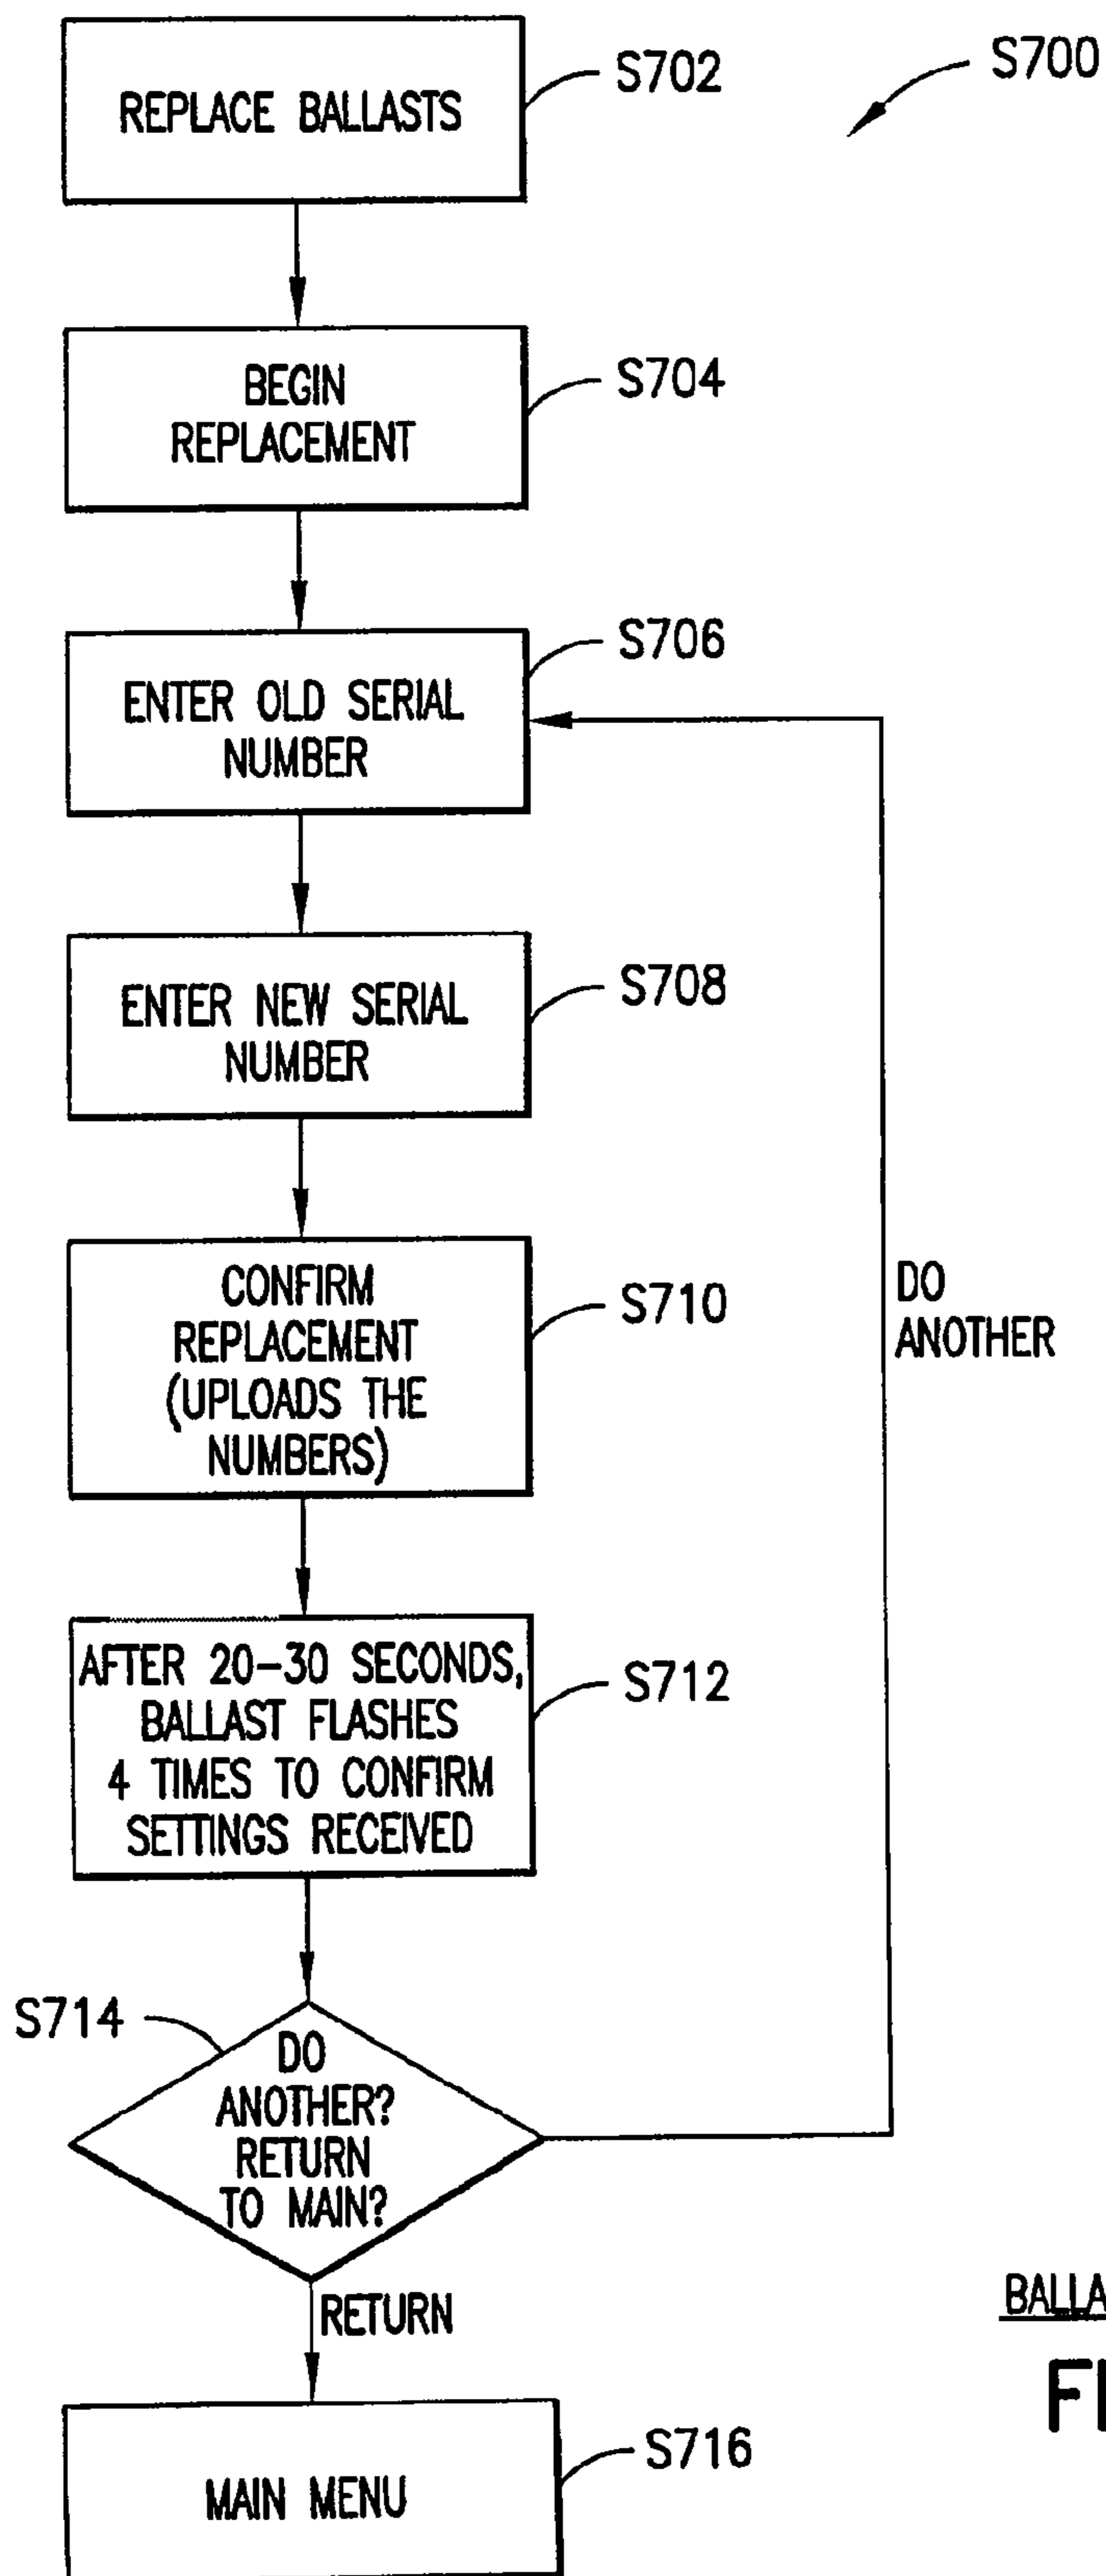 S700
REPLACE BALLASTS
S702
BEGIN
REPLACEMENT
S704
ENTER OLD SERIAL
NUMBER
S706
ENTER NEW SERIAL
NUMBER
S708
CONFIRM
REPLACEMENT
(UPLOADS THE
NUMBERS)
S710
DO
ANOTHER
AFTER 20-30 SECONDS,
BALLAST FLASHES
4 TIMES TO CONFIRM
SETTINGS RECEIVED
S712
S714
DO
ANOTHER?
RETURN
TO MAIN?
RETURN
MAIN MENU
S716